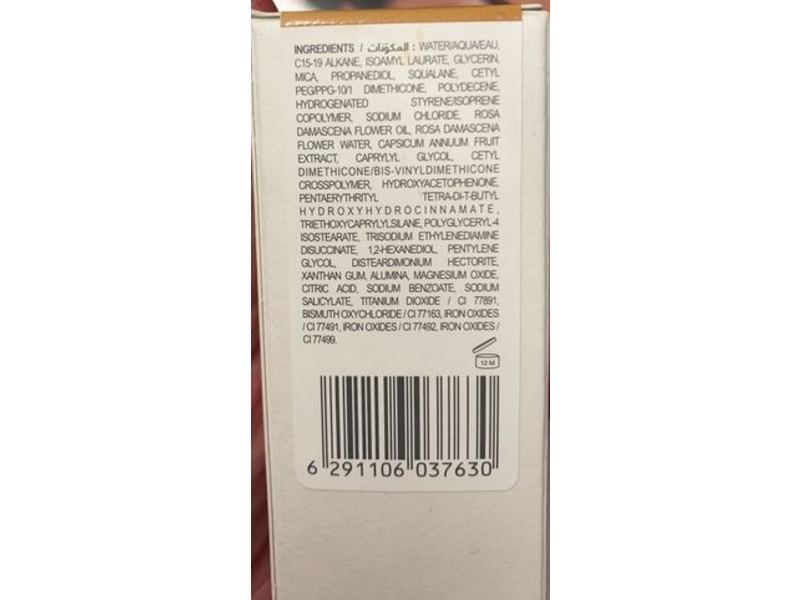 INGREDIENTS / المكوّنات : WATER/AQUA/EAU,
C15-19 ALKANE, ISOAMYL LAURATE, GLYCERIN,
MICA, PROPANEDIOL, SQUALANE, CETYL
PEG/PPG-10/1 DIMETHICONE, POLYDECENE,
HYDROGENATED STYRENE/ISOPRENE
COPOLYMER, SODIUM CHLORIDE, ROSA
DAMASCENA FLOWER OIL, ROSA DAMASCENA
FLOWER WATER, CAPSICUM ANNUUM FRUIT
EXTRACT, CAPRYLYL GLYCOL, CETYL
DIMETHICONE/BIS-VINYLDIMETHICONE
CROSSPOLYMER, HYDROXYACETOPHENONE,
PENTAERYTHRITYL TETRA-DI-T-BUTYL
HYDROXYHYDROCINNAMATE,
TRIETHOXYCAPRYLYLSILANE, POLYGLYCERYL-4
ISOSTEARATE, TRISODIUM ETHYLENEDIAMINE
DISUCCINATE, 1,2-HEXANEDIOL, PENTYLENE
GLYCOL, DISTEARDIMONIUM HECTORITE,
XANTHAN GUM, ALUMINA, MAGNESIUM OXIDE,
CITRIC ACID, SODIUM BENZOATE, SODIUM
SALICYLATE, TITANIUM DIOXIDE / CI 77891,
BISMUTH OXYCHLORIDE / CI 77163, IRON OXIDES
/ CI 77491, IRON OXIDES / CI 77492, IRON OXIDES /
CI 77499.
12 M
6 291106 037630